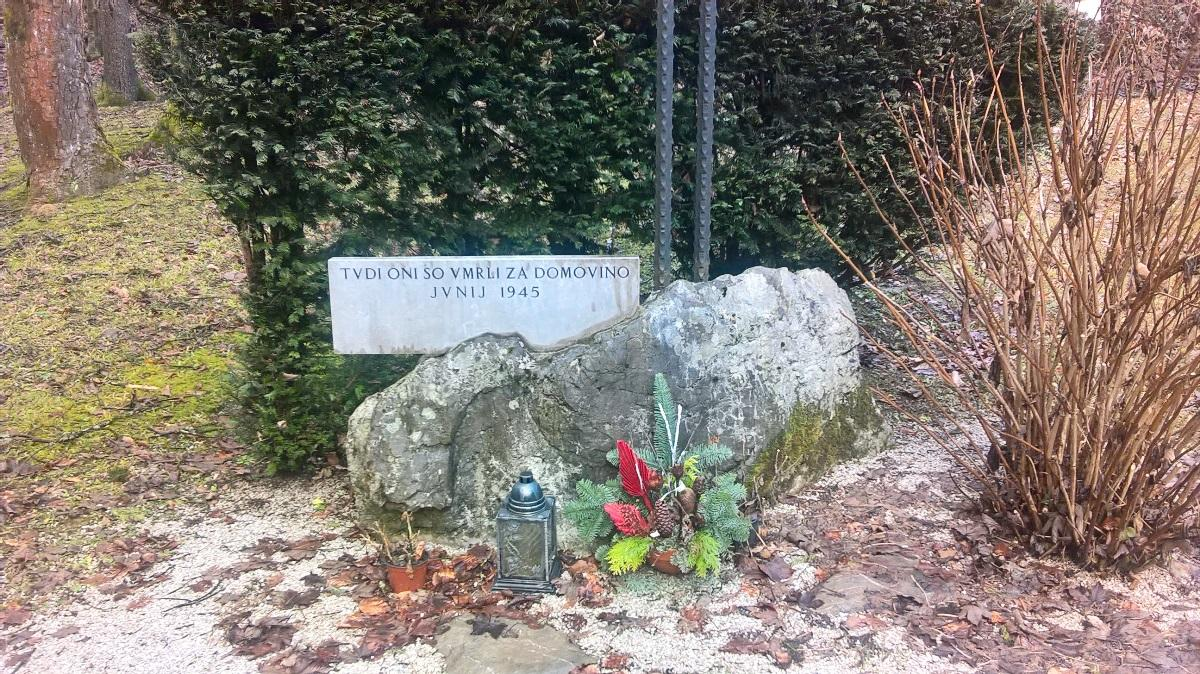 TVDI ONI SO VMRLI ZA DOMOVINO
JVNIJ 1945